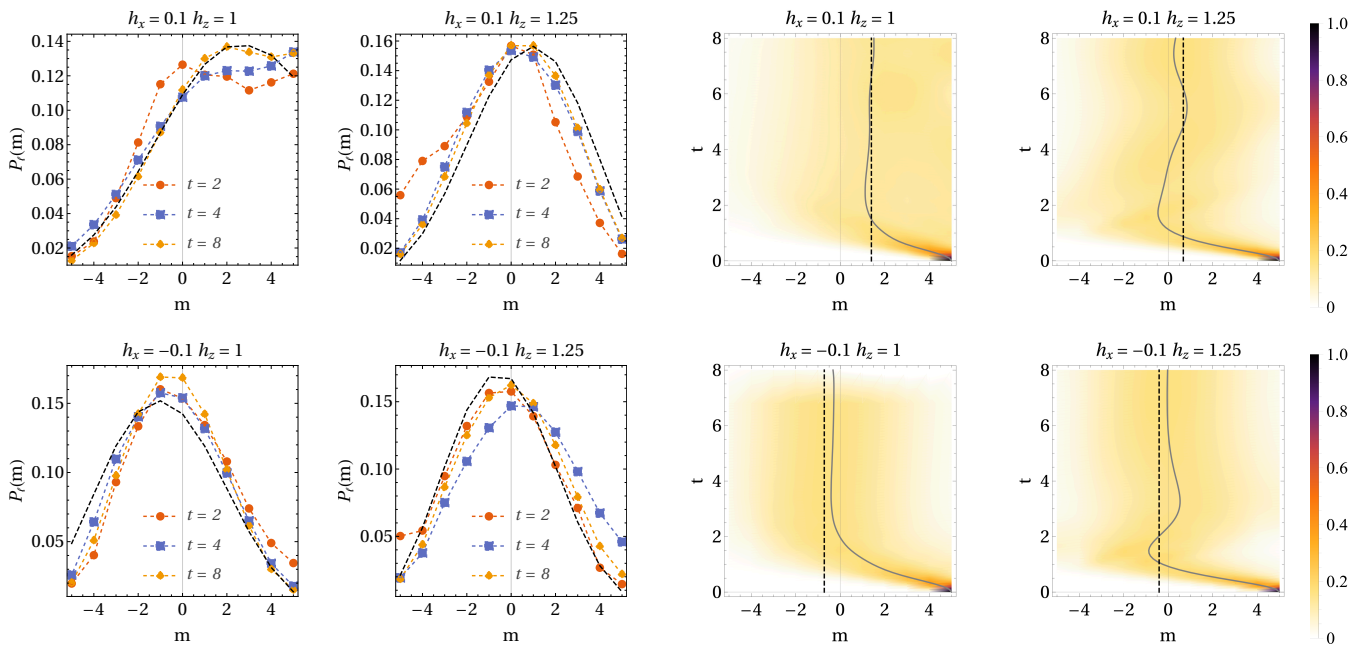 h_x = 0.1 h_z = 1
P_t(m)
0.14
0.12
0.10
0.08
0.06
0.04
0.02
t = 2
t = 4
t = 8
−4 −2 0 2 4
m
h_x = 0.1 h_z = 1.25
P_t(m)
0.16
0.14
0.12
0.10
0.08
0.06
0.04
0.02
t = 2
t = 4
t = 8
−4 −2 0 2 4
m
h_x = 0.1 h_z = 1
t
8
6
4
2
0
−4 −2 0 2 4
m
h_x = 0.1 h_z = 1.25
t
8
6
4
2
0
−4 −2 0 2 4
m
1.0
0.8
0.6
0.4
0.2
0
h_x = −0.1 h_z = 1
P_t(m)
0.15
0.10
0.05
t = 2
t = 4
t = 8
−4 −2 0 2 4
m
h_x = −0.1 h_z = 1.25
P_t(m)
0.15
0.10
0.05
t = 2
t = 4
t = 8
−4 −2 0 2 4
m
h_x = −0.1 h_z = 1
t
8
6
4
2
0
−4 −2 0 2 4
m
h_x = −0.1 h_z = 1.25
t
8
6
4
2
0
−4 −2 0 2 4
m
1.0
0.8
0.6
0.4
0.2
0